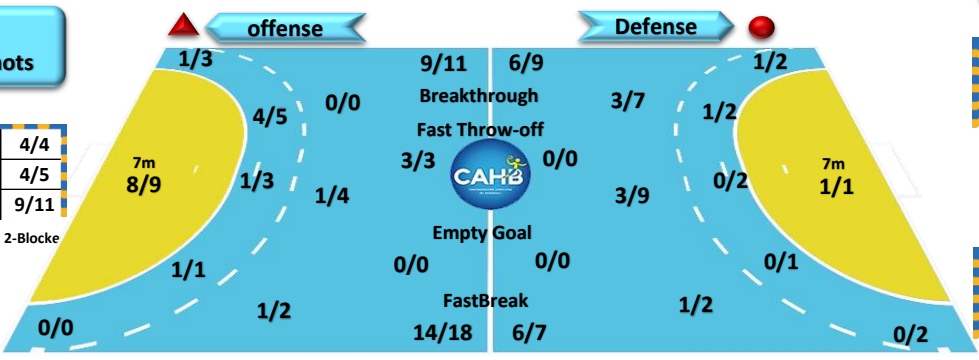 offense
Defense
ots
1/3
9/11
6/9
1/2
Breakthrough
0/0
3/7
4/5
1/2
Fast Throw-off
4/4
3/3
0/0
CAHB
7m
8/9
7m
1/1
4/5
1/3
0/2
1/4
3/9
9/11
2-Blocke
Empty Goal
0/0
0/0
1/1
0/1
FastBreak
1/2
1/2
0/0
14/18
6/7
0/2